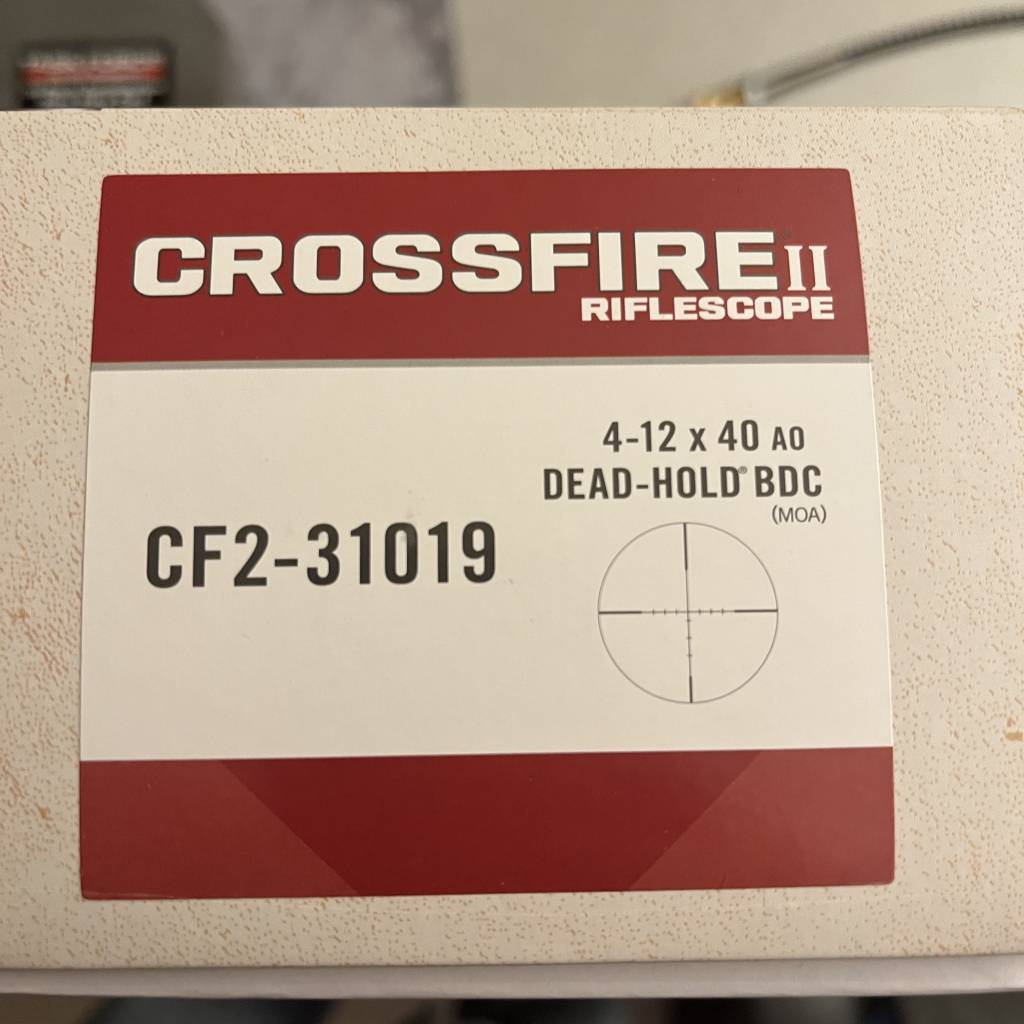 CROSSFIRE II
RIFLESCOPE
4-12 x 40 AO
DEAD-HOLD® BDC
(MOA)
CF2-31019